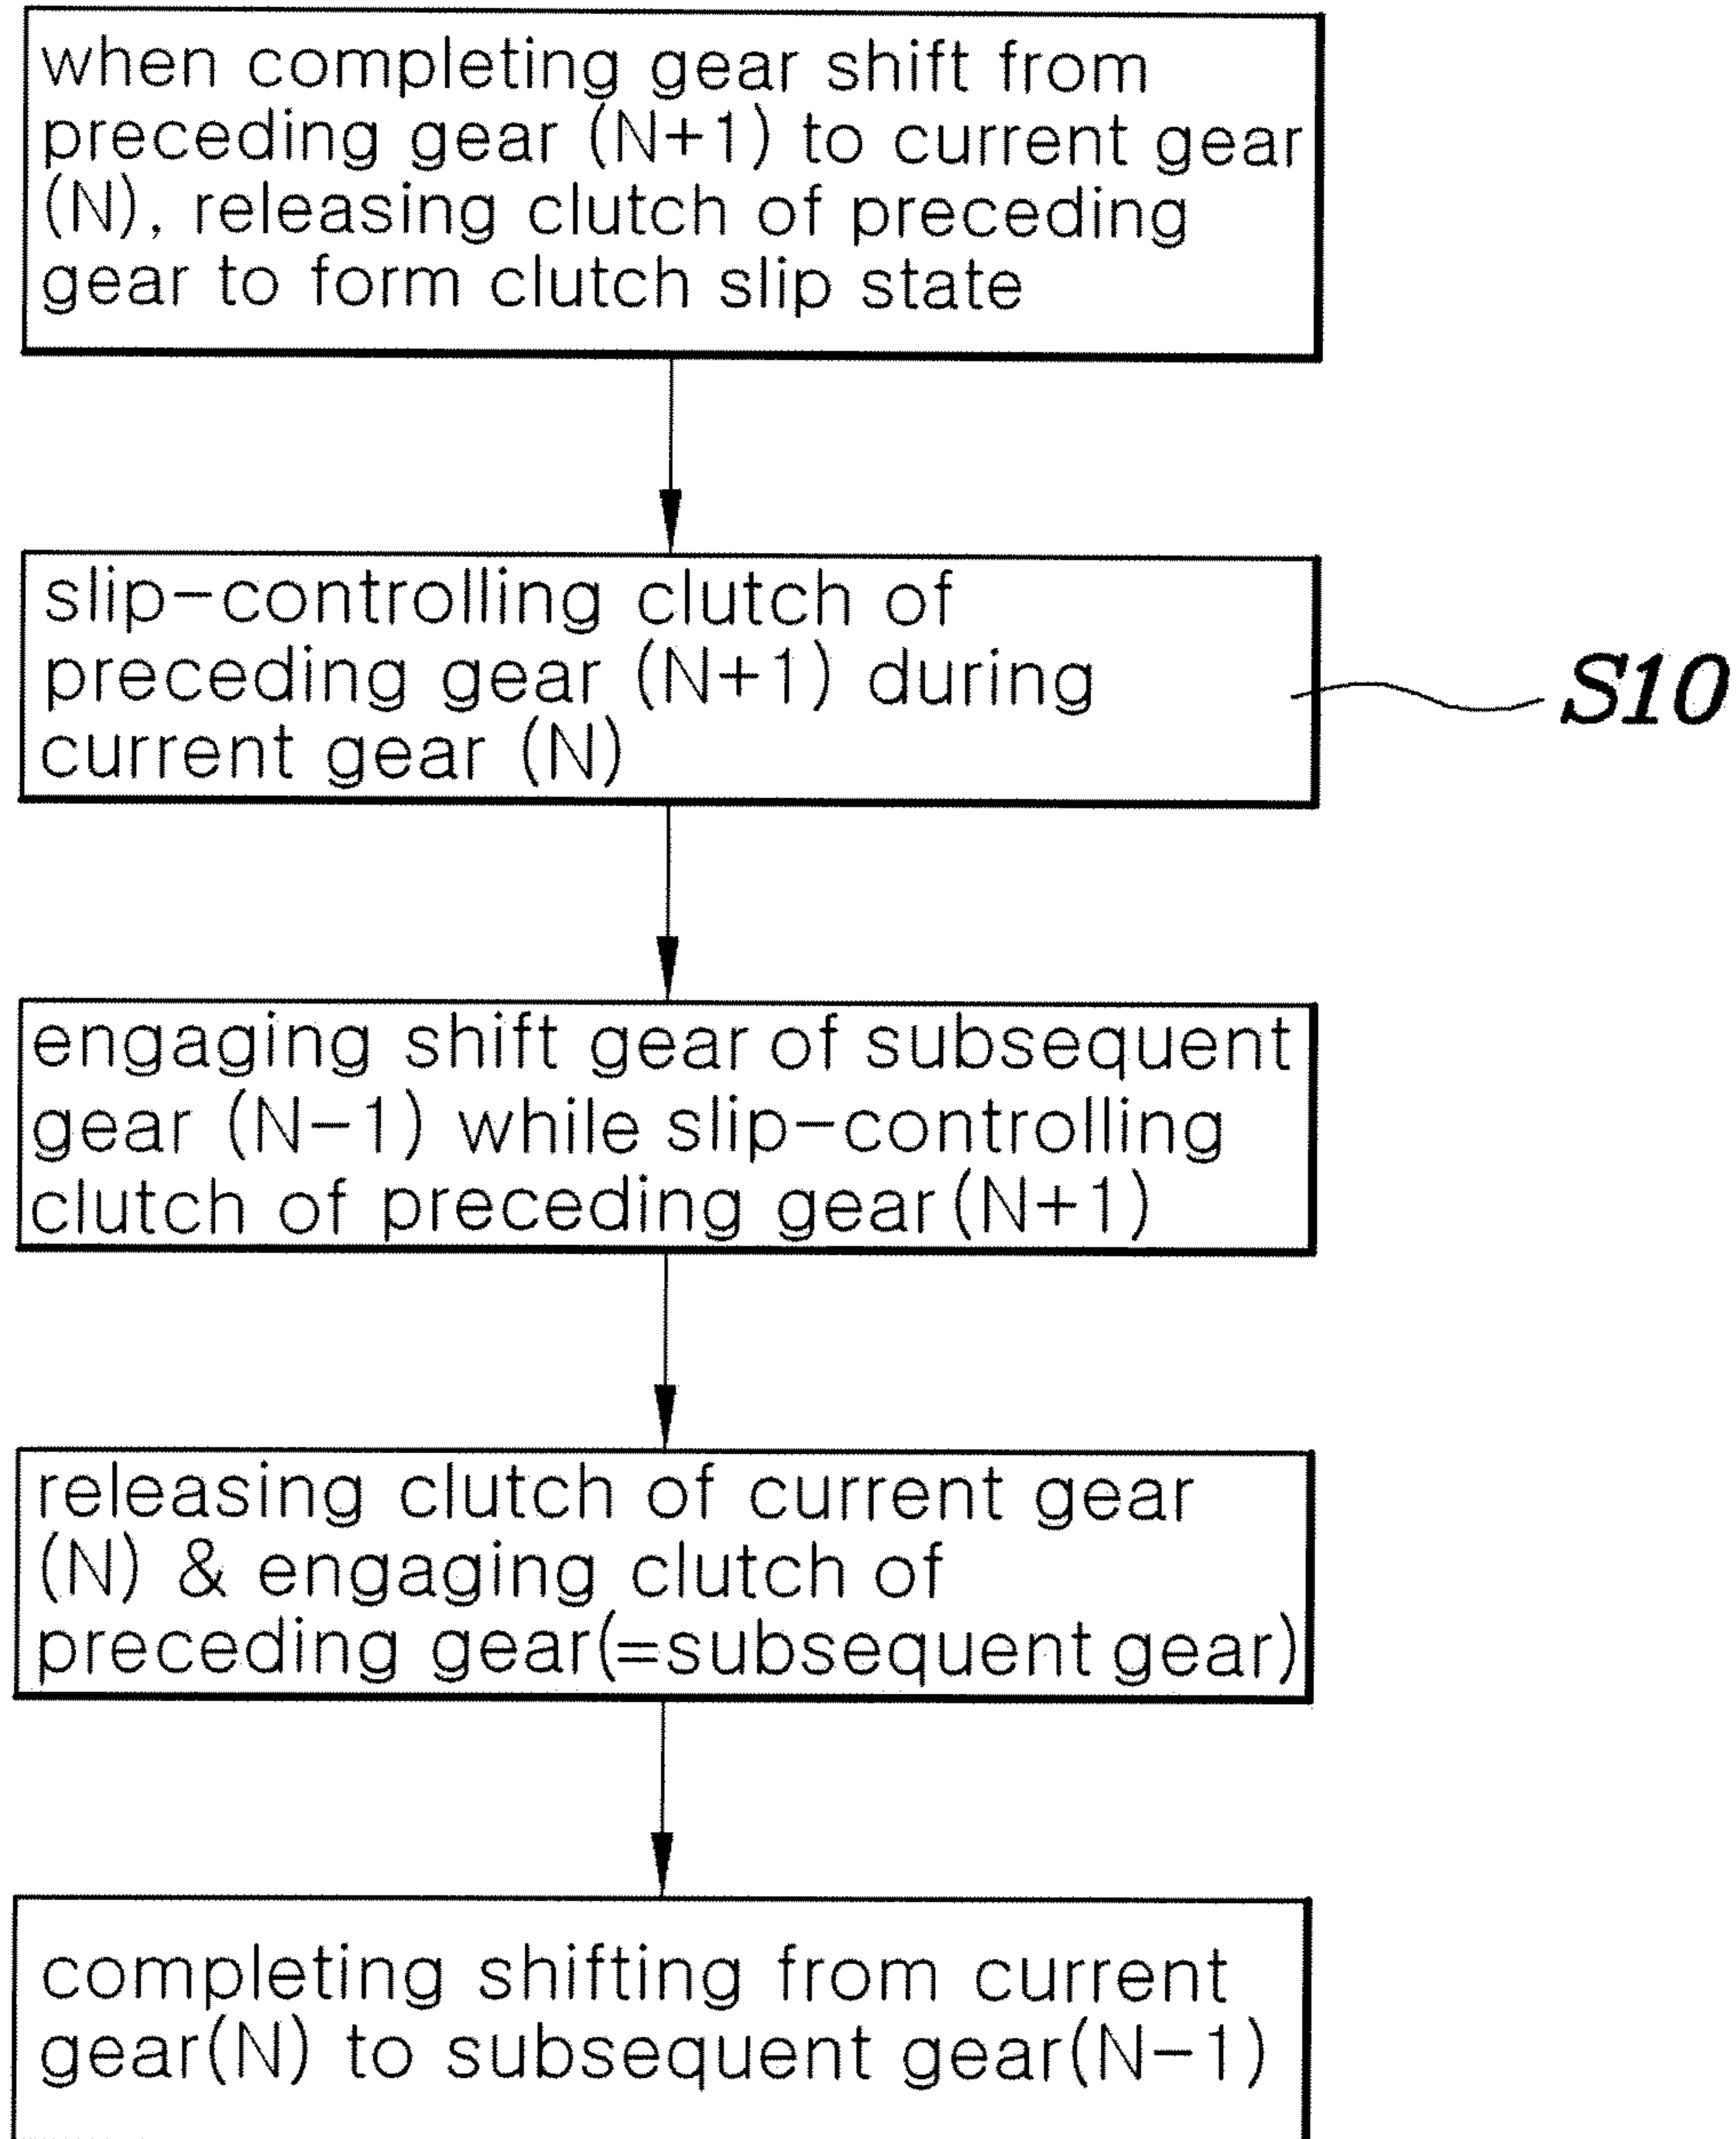 when completing gear shift from
preceding gear (N+1) to current gear
(N), releasing clutch of preceding
gear to form clutch slip state
slip-controlling clutch of
preceding gear (N+1) during
current gear (N)
S10
engaging shift gear of subsequent
gear (N-1) while slip-controlling
clutch of preceding gear(N+1)
releasing clutch of current gear
(N) & engaging clutch of
preceding gear(=subsequent gear)
completing shifting from current
gear(N) to subsequent gear(N-1)